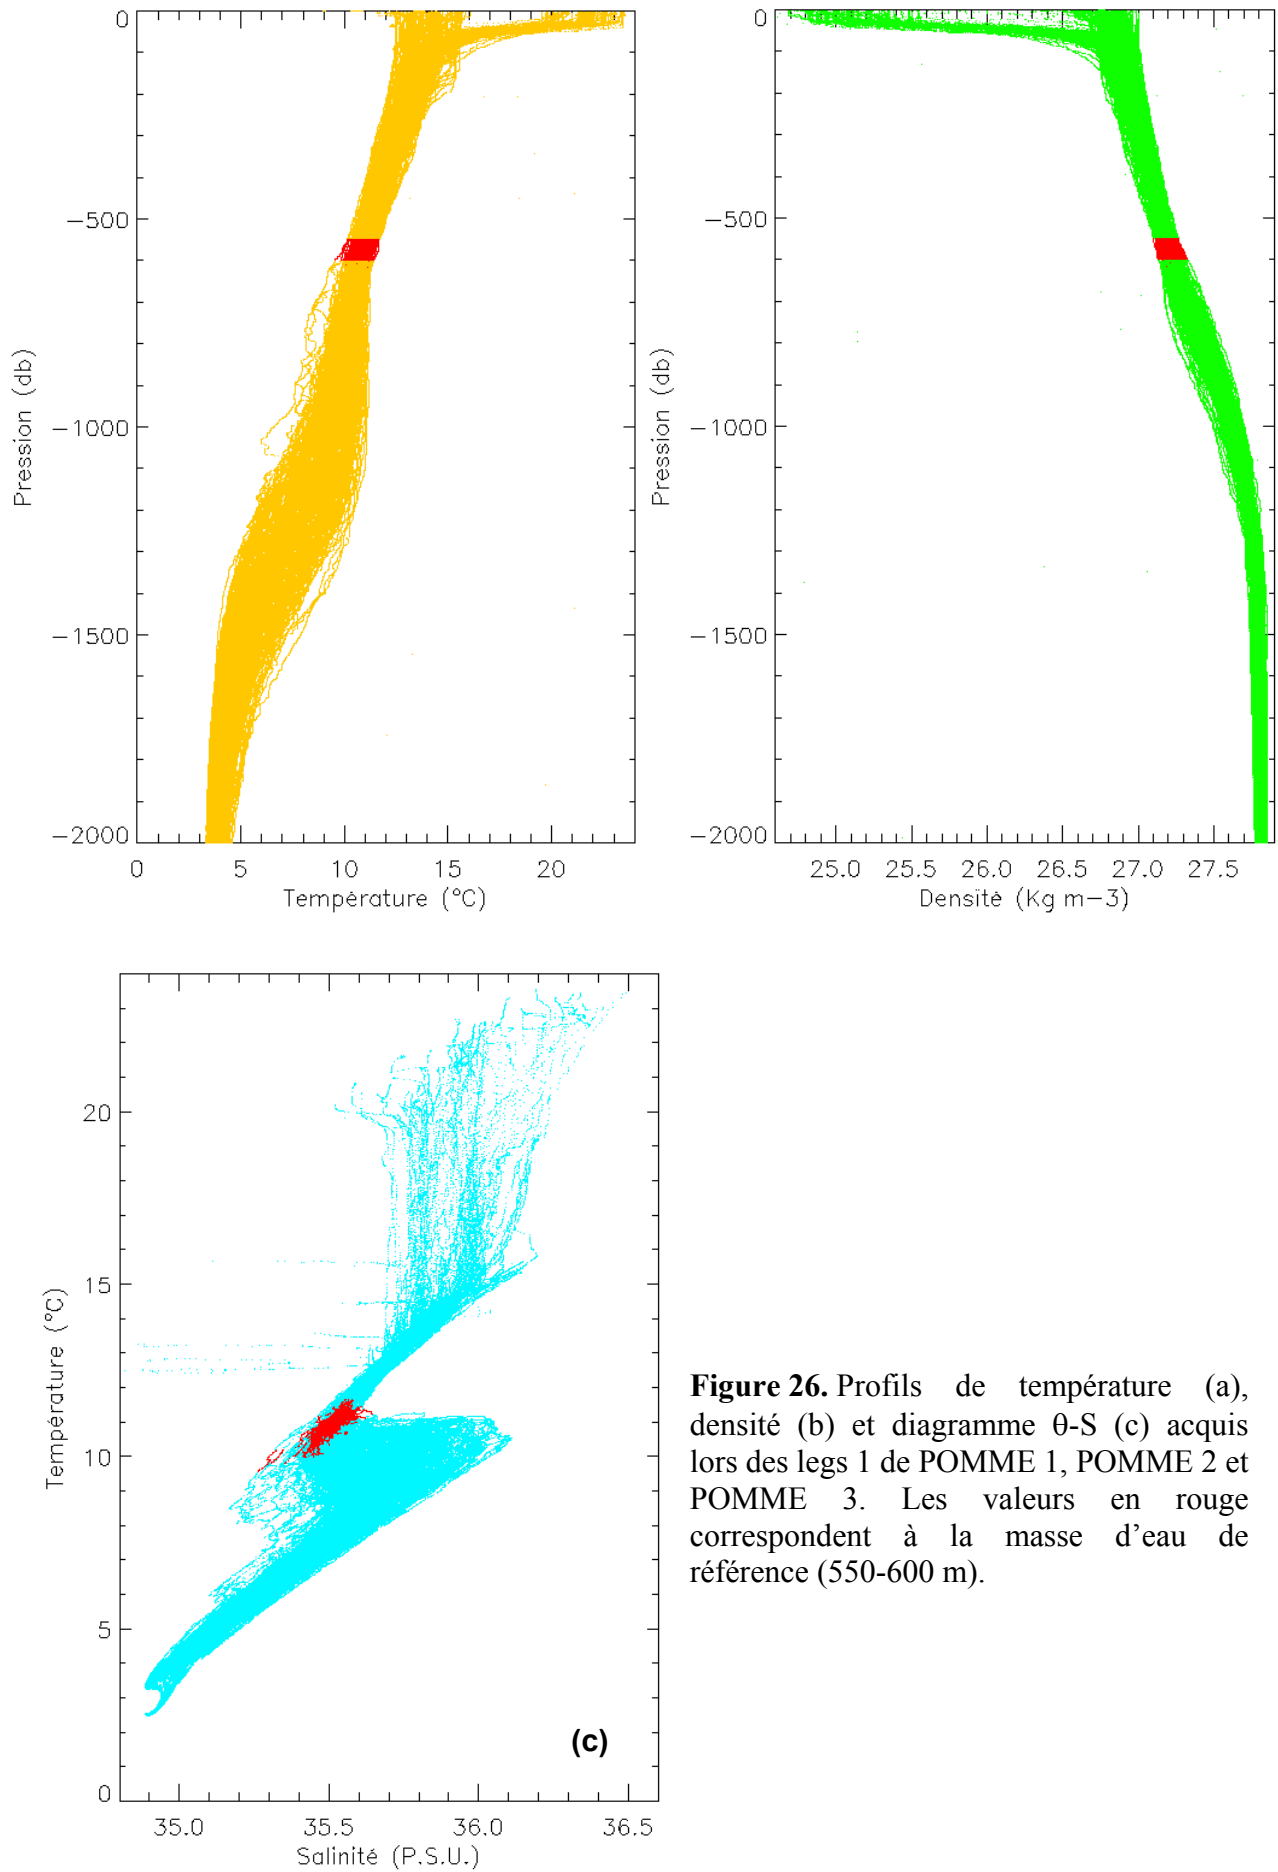 0
−500
−1000
−1500
−2000
Pression (db)
0 5 10 15 20
Température (°C)
0
−500
−1000
−1500
−2000
Pression (db)
25.0 25.5 26.0 26.5 27.0 27.5
Densité (Kg m−3)
20
15
10
5
0
Température (°C)
(c)
35.0 35.5 36.0 36.5
Salinité (P.S.U.)
Figure 26. Profils de température (a),
densité (b) et diagramme θ-S (c) acquis
lors des legs 1 de POMME 1, POMME 2 et
POMME 3. Les valeurs en rouge
correspondent à la masse d’eau de
référence (550-600 m).